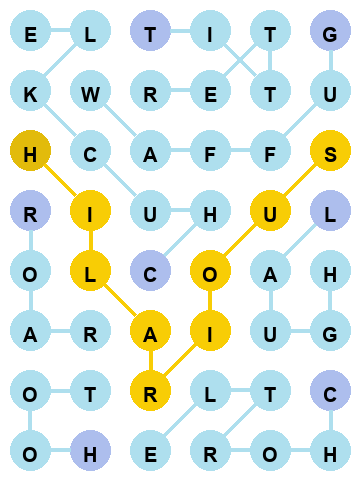 E L T I T G
K W R E T U
H C A F F S
R I U H U L
O L C O A H
A R A I U G
O T R L T C
O H E R O H